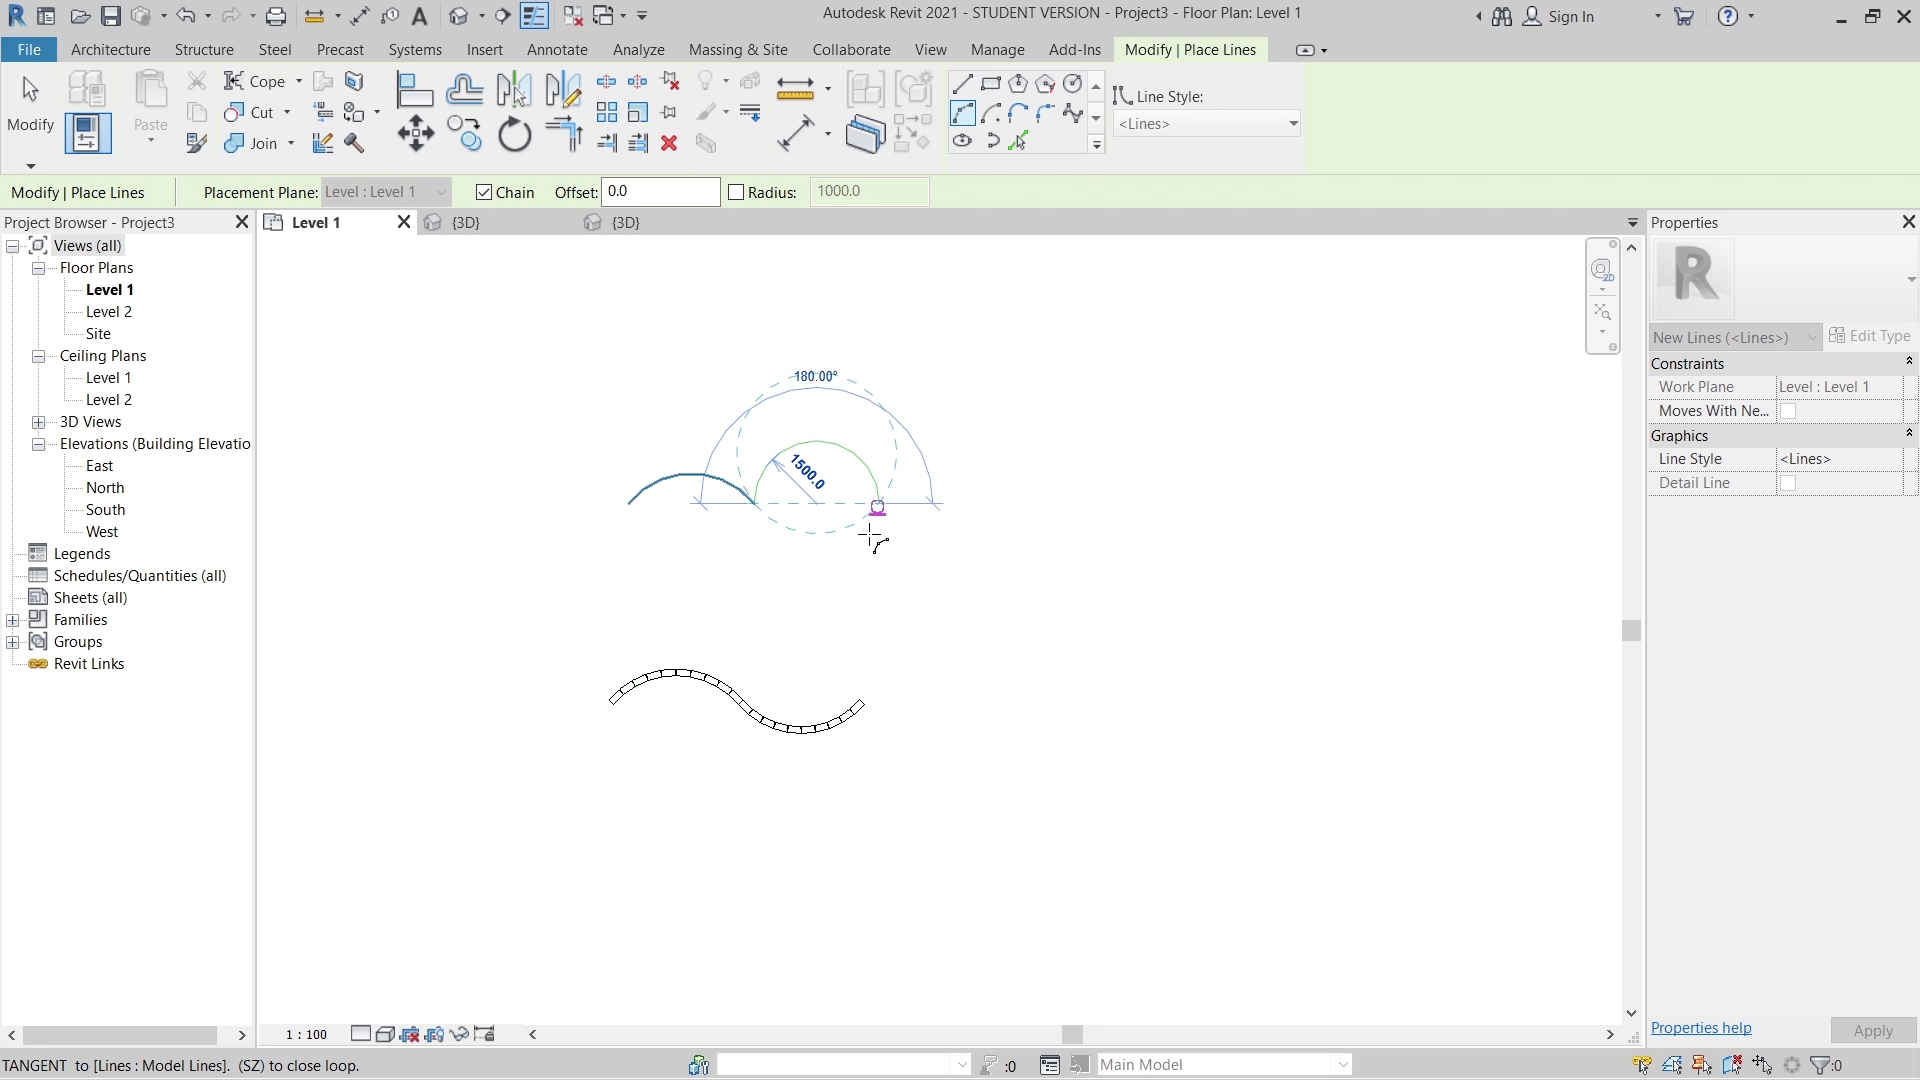 Autodesk Revit 2021 - STUDENT VERSION - Project3 - Floor Plan: Level 1
Sign In
File
Architecture
Structure
Steel
Precast
Systems
Insert
Annotate
Analyze
Massing & Site
Collaborate
View
Manage
Add-Ins
Modify | Place Lines
Modify
Paste
Cope
Cut
Join
Line Style:
<Lines>
Modify | Place Lines
Placement Plane:
Level : Level 1
Chain
Offset:
0.0
Radius:
1000.0
Project Browser - Project3
Level 1
{3D}
{3D}
Properties
Views (all)
Floor Plans
Level 1
Level 2
Site
Ceiling Plans
Level 1
Level 2
3D Views
Elevations (Building Elevatio
East
North
South
West
Legends
Schedules/Quantities (all)
Sheets (all)
Families
Groups
Revit Links
180.00°
1500.0
2D
R
New Lines (<Lines>)
Edit Type
Constraints
Work Plane
Level : Level 1
Moves With Ne...
Graphics
Line Style
<Lines>
Detail Line
Properties help
Apply
1 : 100
TANGENT to [Lines : Model Lines]. (SZ) to close loop.
:0
Main Model
:0